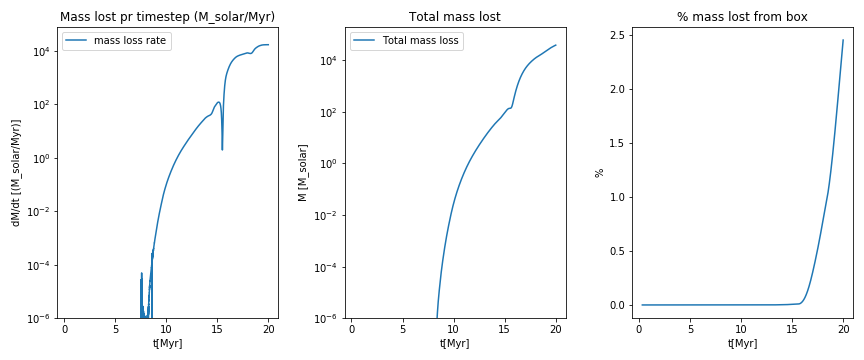 Mass lost pr timestep (M_solar/Myr)
mass loss rate
dM/dt [(M_solar/Myr)]
10^4
10^2
10^0
10^-2
10^-4
10^-6
0 5 10 15 20
t[Myr]
Total mass lost
Total mass loss
M [M_solar]
10^4
10^2
10^0
10^-2
10^-4
10^-6
0 5 10 15 20
t[Myr]
% mass lost from box
%
2.5
2.0
1.5
1.0
0.5
0.0
0 5 10 15 20
t[Myr]